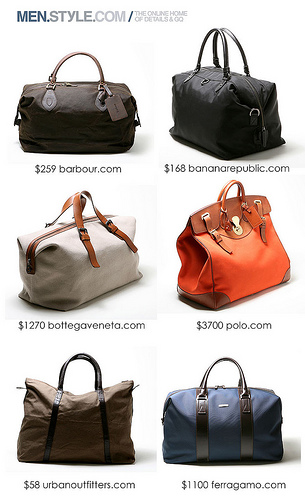 MEN.STYLE.COM / THE ONLINE HOME
OF DETAILS & GQ
$259 barbour.com
$168 bananarepublic.com
$1270 bottegaveneta.com
$3700 polo.com
$58 urbanoutfitters.com
$1100 ferragamo.com